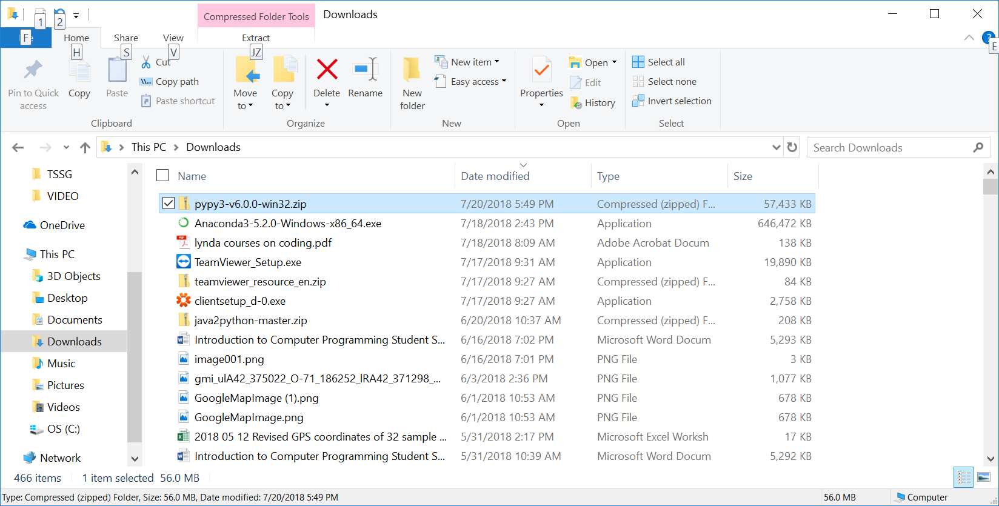 1 2 Compressed Folder Tools Downloads
F Home Share View Extract
H S V JZ E
Pin to Quick access
Copy
Paste
Cut
Copy path
Paste shortcut
Clipboard
Move to
Copy to
Delete
Rename
Organize
New folder
New item
Easy access
New
Properties
Open
Edit
History
Open
Select all
Select none
Invert selection
Select
This PC > Downloads
Search Downloads
TSSG
VIDEO
OneDrive
This PC
3D Objects
Desktop
Documents
Downloads
Music
Pictures
Videos
OS (C:)
Network
Name Date modified Type Size
pypy3-v6.0.0-win32.zip 7/20/2018 5:49 PM Compressed (zipped) F... 57,433 KB
Anaconda3-5.2.0-Windows-x86_64.exe 7/18/2018 2:43 PM Application 646,472 KB
lynda courses on coding.pdf 7/18/2018 8:09 AM Adobe Acrobat Docum 138 KB
TeamViewer_Setup.exe 7/17/2018 9:31 AM Application 19,890 KB
teamviewer_resource_en.zip 7/17/2018 9:27 AM Compressed (zipped) F... 84 KB
clientsetup_d-0.exe 7/17/2018 9:27 AM Application 2,758 KB
java2python-master.zip 6/20/2018 10:37 AM Compressed (zipped) F... 208 KB
Introduction to Computer Programming Student S... 6/16/2018 7:02 PM Microsoft Word Docum 5,293 KB
image001.png 6/16/2018 7:01 PM PNG File 3 KB
gmi_ulA42_375022_O-71_186252_lRA42_371298_... 6/3/2018 2:36 PM PNG File 1,077 KB
GoogleMapImage (1).png 6/1/2018 10:53 AM PNG File 678 KB
GoogleMapImage.png 6/1/2018 10:53 AM PNG File 678 KB
2018 05 12 Revised GPS coordinates of 32 sample ... 5/31/2018 2:17 PM Microsoft Excel Worksh 17 KB
Introduction to Computer Programming Student S... 5/31/2018 10:39 AM Microsoft Word Docum 5,292 KB
466 items 1 item selected 56.0 MB
Type: Compressed (zipped) Folder, Size: 56.0 MB, Date modified: 7/20/2018 5:49 PM 56.0 MB Computer